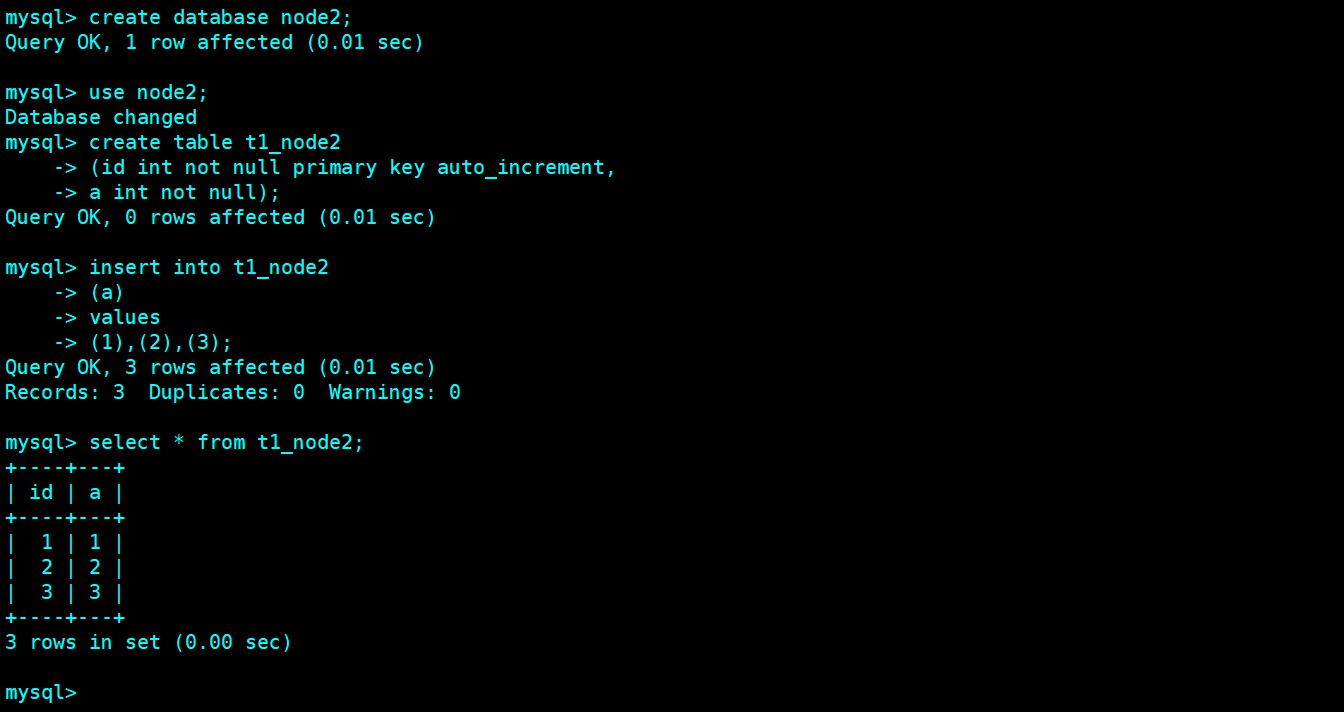 mysql> create database node2;
Query OK, 1 row affected (0.01 sec)

mysql> use node2;
Database changed
mysql> create table t1_node2
    -> (id int not null primary key auto_increment,
    -> a int not null);
Query OK, 0 rows affected (0.01 sec)

mysql> insert into t1_node2
    -> (a)
    -> values
    -> (1),(2),(3);
Query OK, 3 rows affected (0.01 sec)
Records: 3  Duplicates: 0  Warnings: 0

mysql> select * from t1_node2;
+----+---+
| id | a |
+----+---+
|  1 | 1 |
|  2 | 2 |
|  3 | 3 |
+----+---+
3 rows in set (0.00 sec)

mysql>